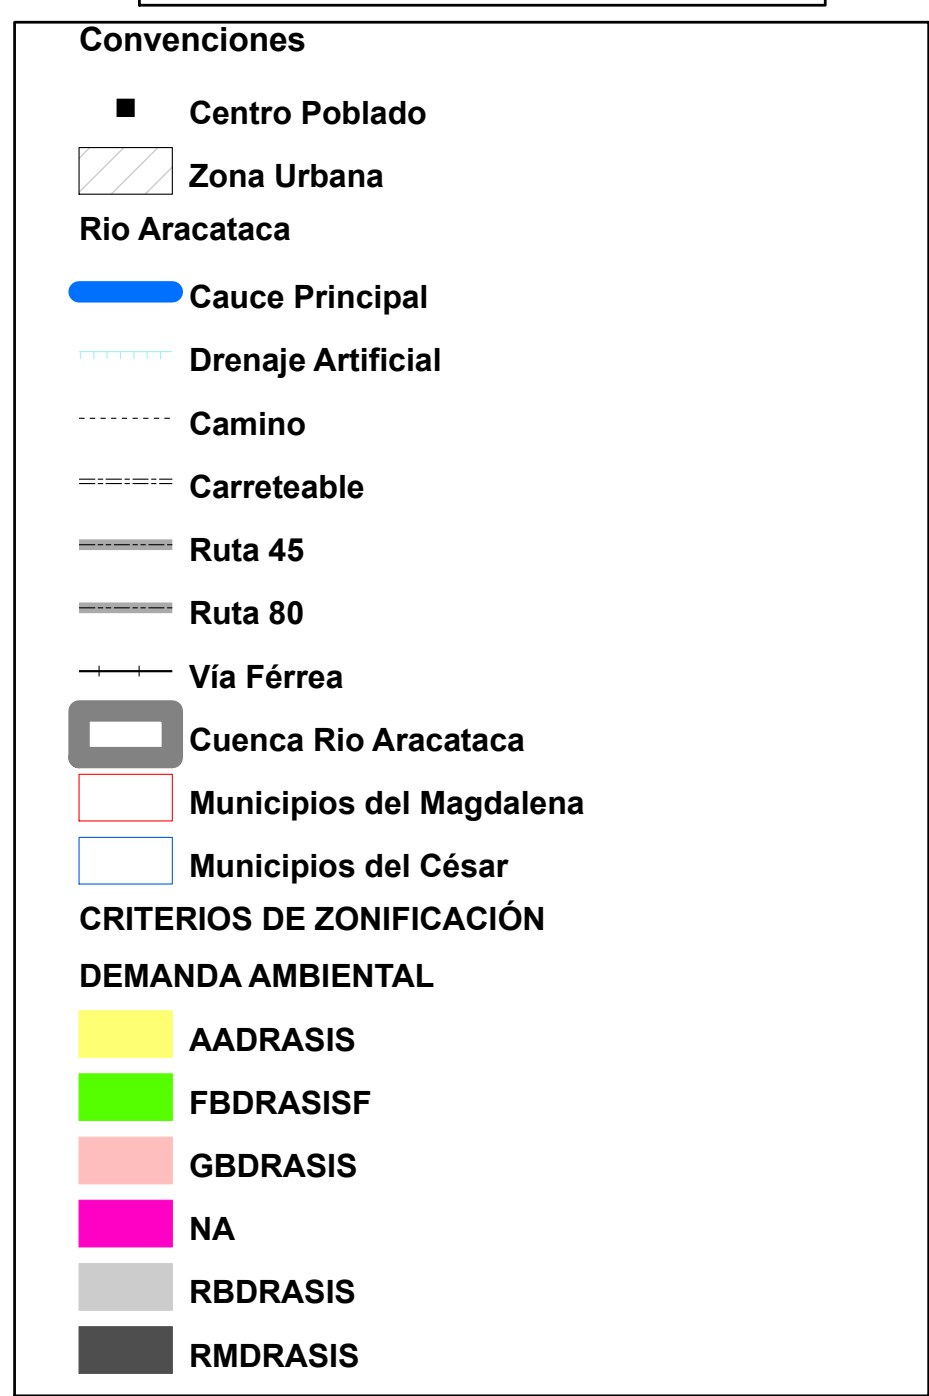 Convenciones
Centro Poblado
Zona Urbana
Rio Aracataca
Cauce Principal
Drenaje Artificial
Camino
Carreteable
Ruta 45
Ruta 80
Vía Férrea
Cuenca Rio Aracataca
Municipios del Magdalena
Municipios del César
CRITERIOS DE ZONIFICACIÓN
DEMANDA AMBIENTAL
AADRASIS
FBDRASISF
GBDRASIS
NA
RBDRASIS
RMDRASIS